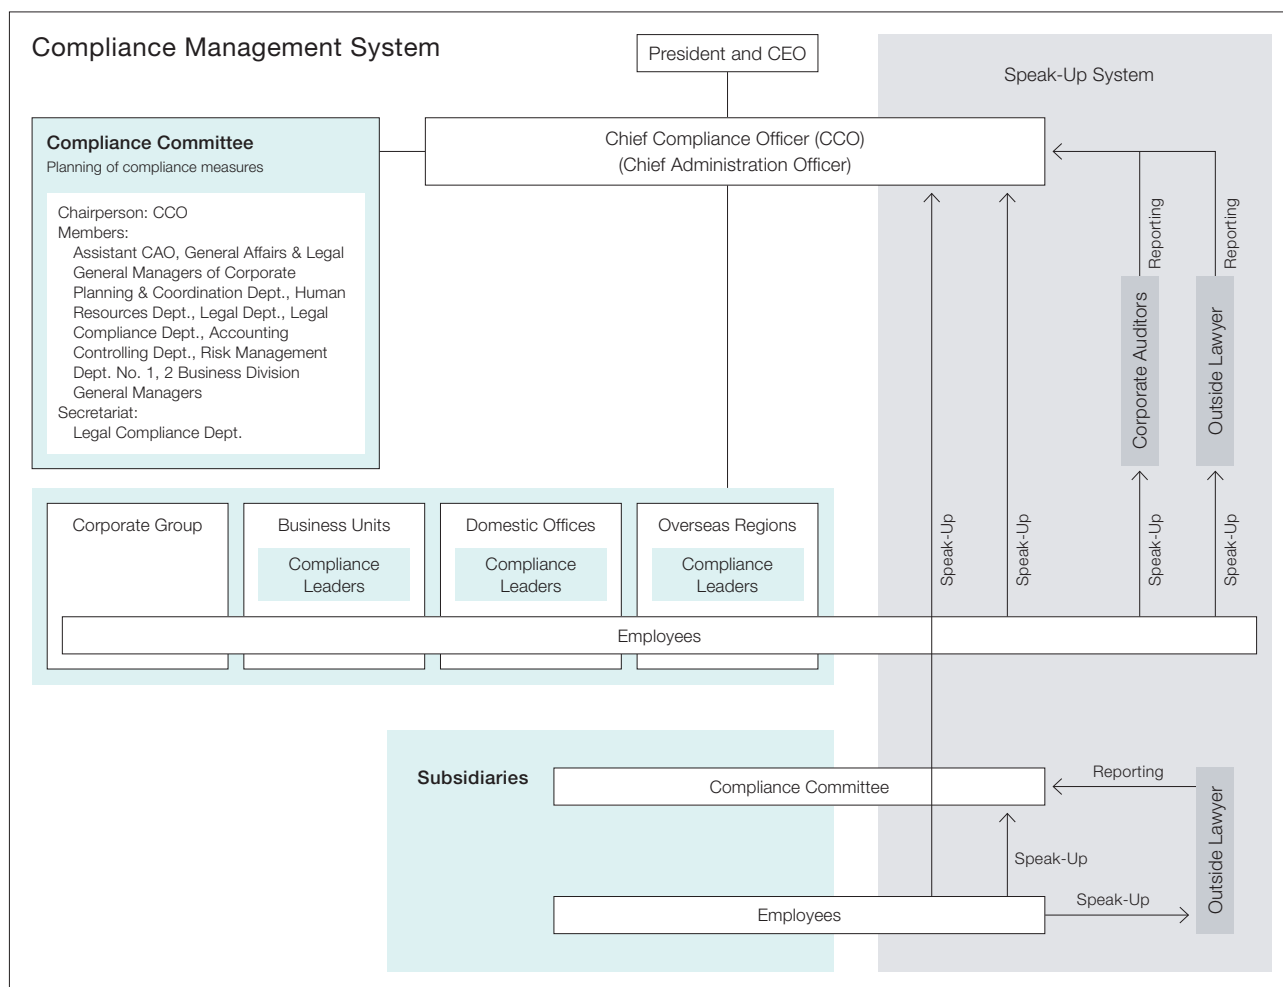 Compliance Management System
President and CEO
Speak-Up System
Compliance Committee
Planning of compliance measures
Chief Compliance Officer (CCO)
(Chief Administration Officer)
Chairperson: CCO
Members:
Assistant CAO, General Affairs & Legal
General Managers of Corporate
Planning & Coordination Dept., Human
Resources Dept., Legal Dept., Legal
Compliance Dept., Accounting
Controlling Dept., Risk Management
Dept. No. 1, 2 Business Division
General Managers
Secretariat:
Legal Compliance Dept.
Reporting
Reporting
Corporate Auditors
Outside Lawyer
Corporate Group
Business Units
Compliance
Leaders
Domestic Offices
Compliance
Leaders
Overseas Regions
Compliance
Leaders
Speak-Up
Speak-Up
Speak-Up
Speak-Up
Employees
Subsidiaries
Compliance Committee
Reporting
Outside Lawyer
Speak-Up
Employees
Speak-Up